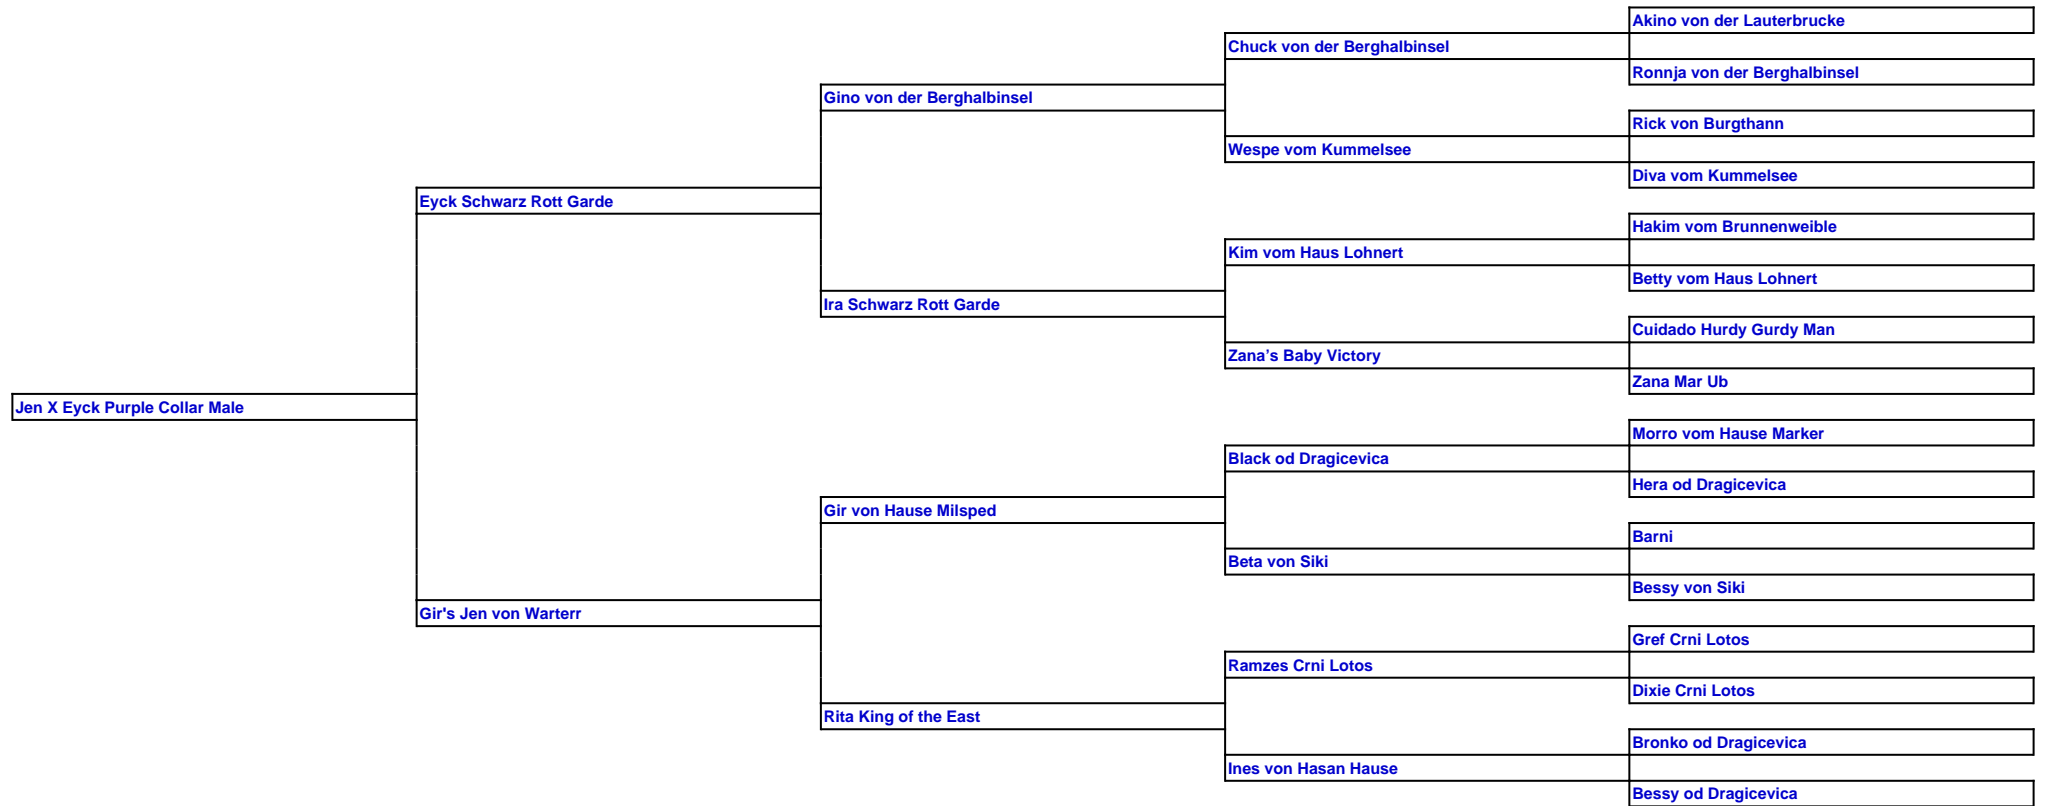 Akino von der Lauterbrucke
Chuck von der Berghalbinsel
Ronnja von der Berghalbinsel
Gino von der Berghalbinsel
Rick von Burgthann
Wespe vom Kummelsee
Diva vom Kummelsee
Eyck Schwarz Rott Garde
Hakim vom Brunnenweible
Kim vom Haus Lohnert
Betty vom Haus Lohnert
Ira Schwarz Rott Garde
Cuidado Hurdy Gurdy Man
Zana’s Baby Victory
Zana Mar Ub
Jen X Eyck Purple Collar Male
Morro vom Hause Marker
Black od Dragicevica
Hera od Dragicevica
Gir von Hause Milsped
Barni
Beta von Siki
Bessy von Siki
Gir's Jen von Warterr
Gref Crni Lotos
Ramzes Crni Lotos
Dixie Crni Lotos
Rita King of the East
Bronko od Dragicevica
Ines von Hasan Hause
Bessy od Dragicevica